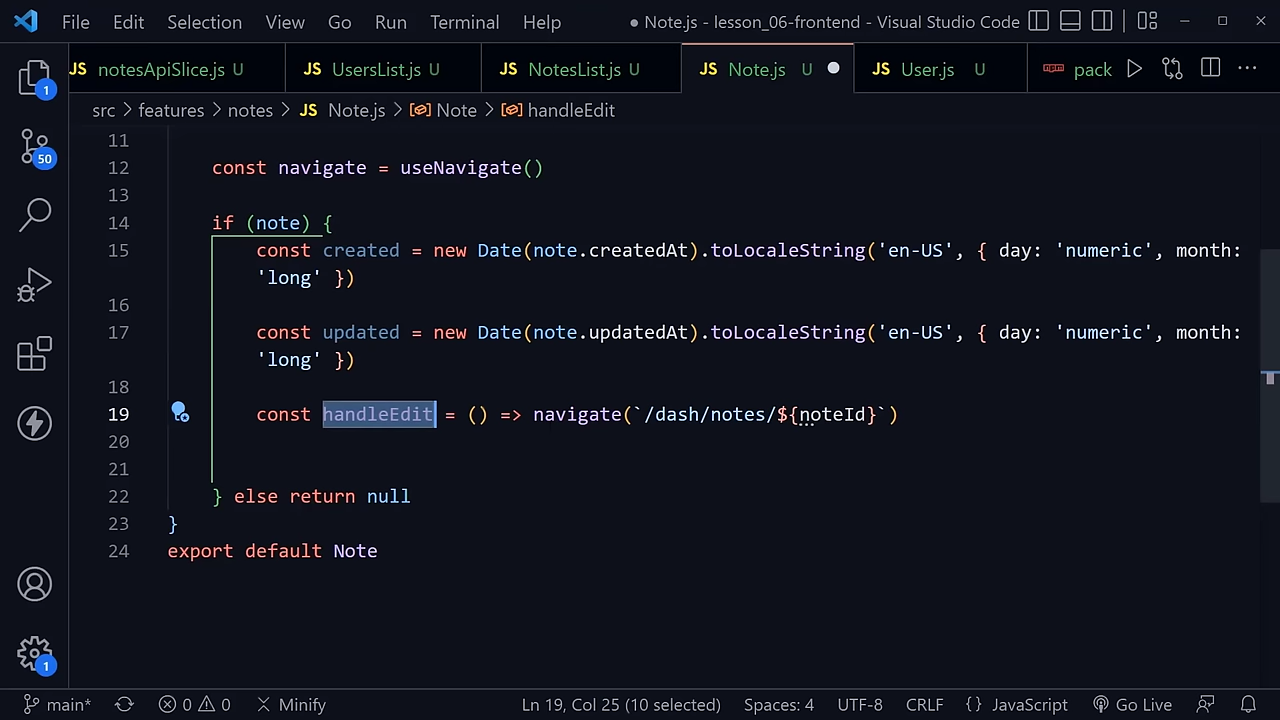 File Edit Selection View Go Run Terminal Help ● Note.js - lesson_06-frontend - Visual Studio Code
JS notesApiSlice.js U JS UsersList.js U JS NotesList.js U JS Note.js U JS User.js U pack
src > features > notes > JS Note.js > Note > handleEdit
1
50
11
12 const navigate = useNavigate()
13
14 if (note) {
15 const created = new Date(note.createdAt).toLocaleString('en-US', { day: 'numeric', month:
'long' })
16
17 const updated = new Date(note.updatedAt).toLocaleString('en-US', { day: 'numeric', month:
'long' })
18
19 const handleEdit = () => navigate(`/dash/notes/${noteId}`)
20
21
22 } else return null
23 }
24 export default Note
1
main* 0 0 Minify Ln 19, Col 25 (10 selected) Spaces: 4 UTF-8 CRLF {} JavaScript Go Live